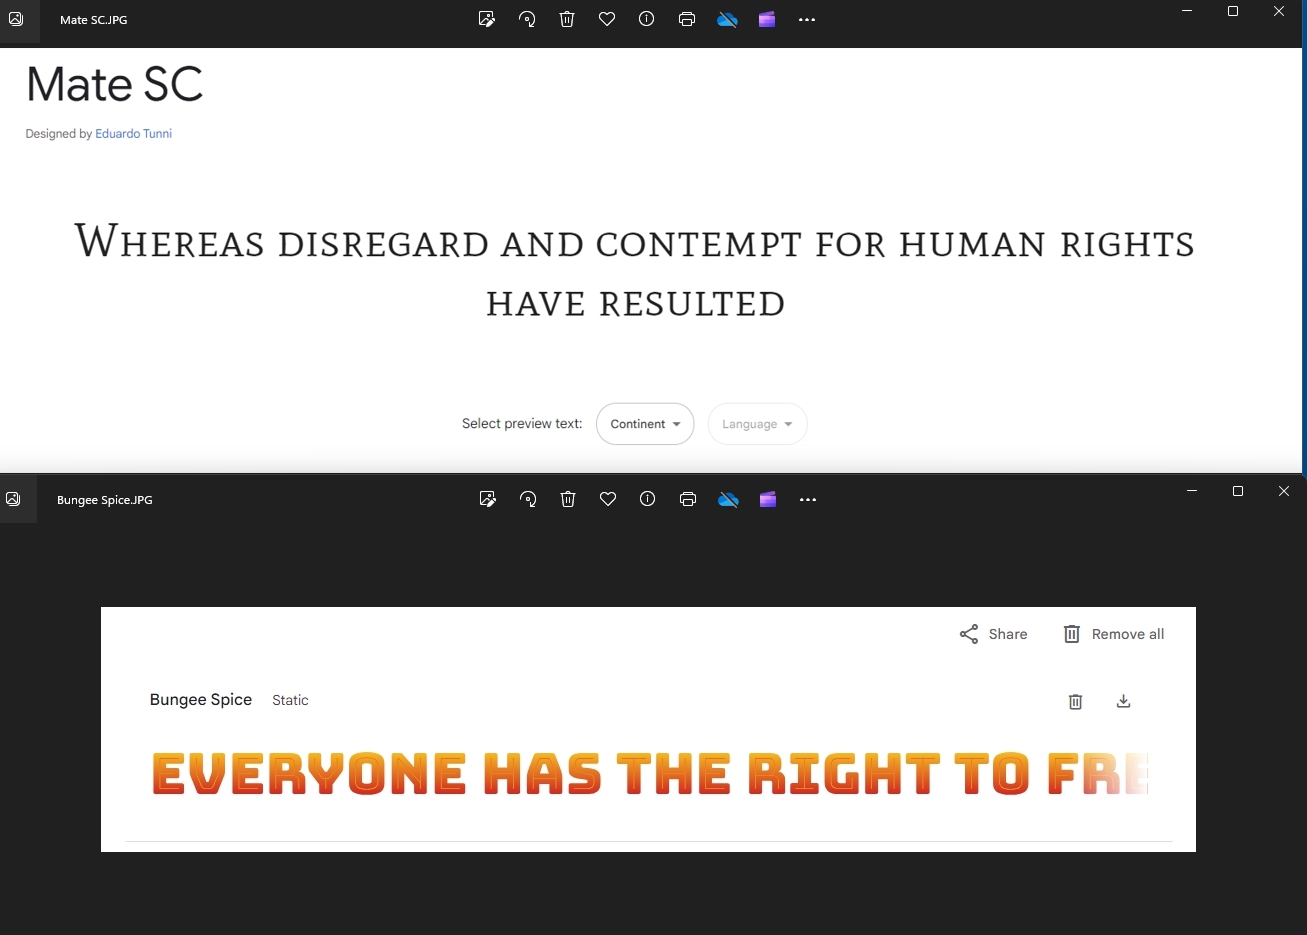 Mate SC.JPG
Mate SC
Designed by Eduardo Tunni
Whereas disregard and contempt for human rights
have resulted
Select preview text: Continent Language
Bungee Spice.JPG
Share Remove all
Bungee Spice Static
EVERYONE HAS THE RIGHT TO FRE